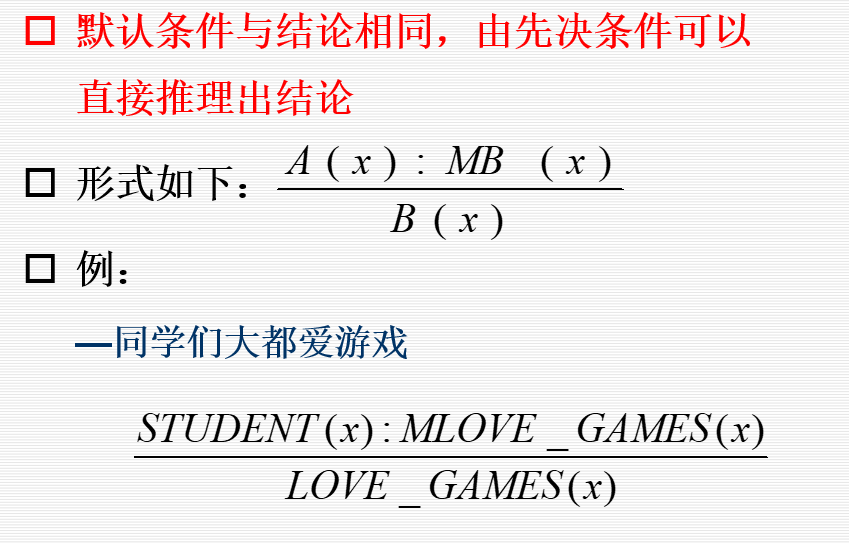 默认条件与结论相同，由先决条件可以
直接推理出结论
形式如下：A(x):MB (x)
B(x)
例：
—同学们大都爱游戏
STUDENT(x):MLOVE_GAMES(x)
LOVE_GAMES(x)